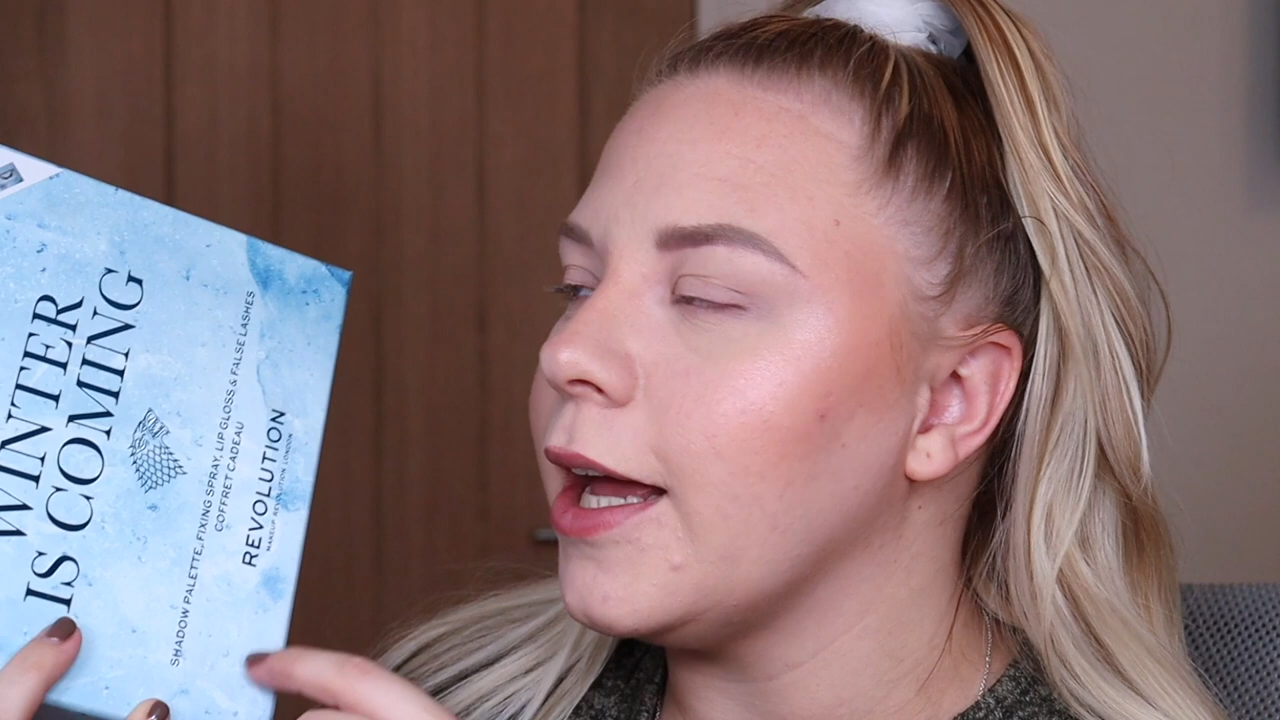 WINTER
IS COMING
SHADOW PALETTE, FIXING SPRAY, LIP GLOSS & FALSE LASHES
COFFRET CADEAU
REVOLUTION
MAKEUP REVOLUTION LONDON